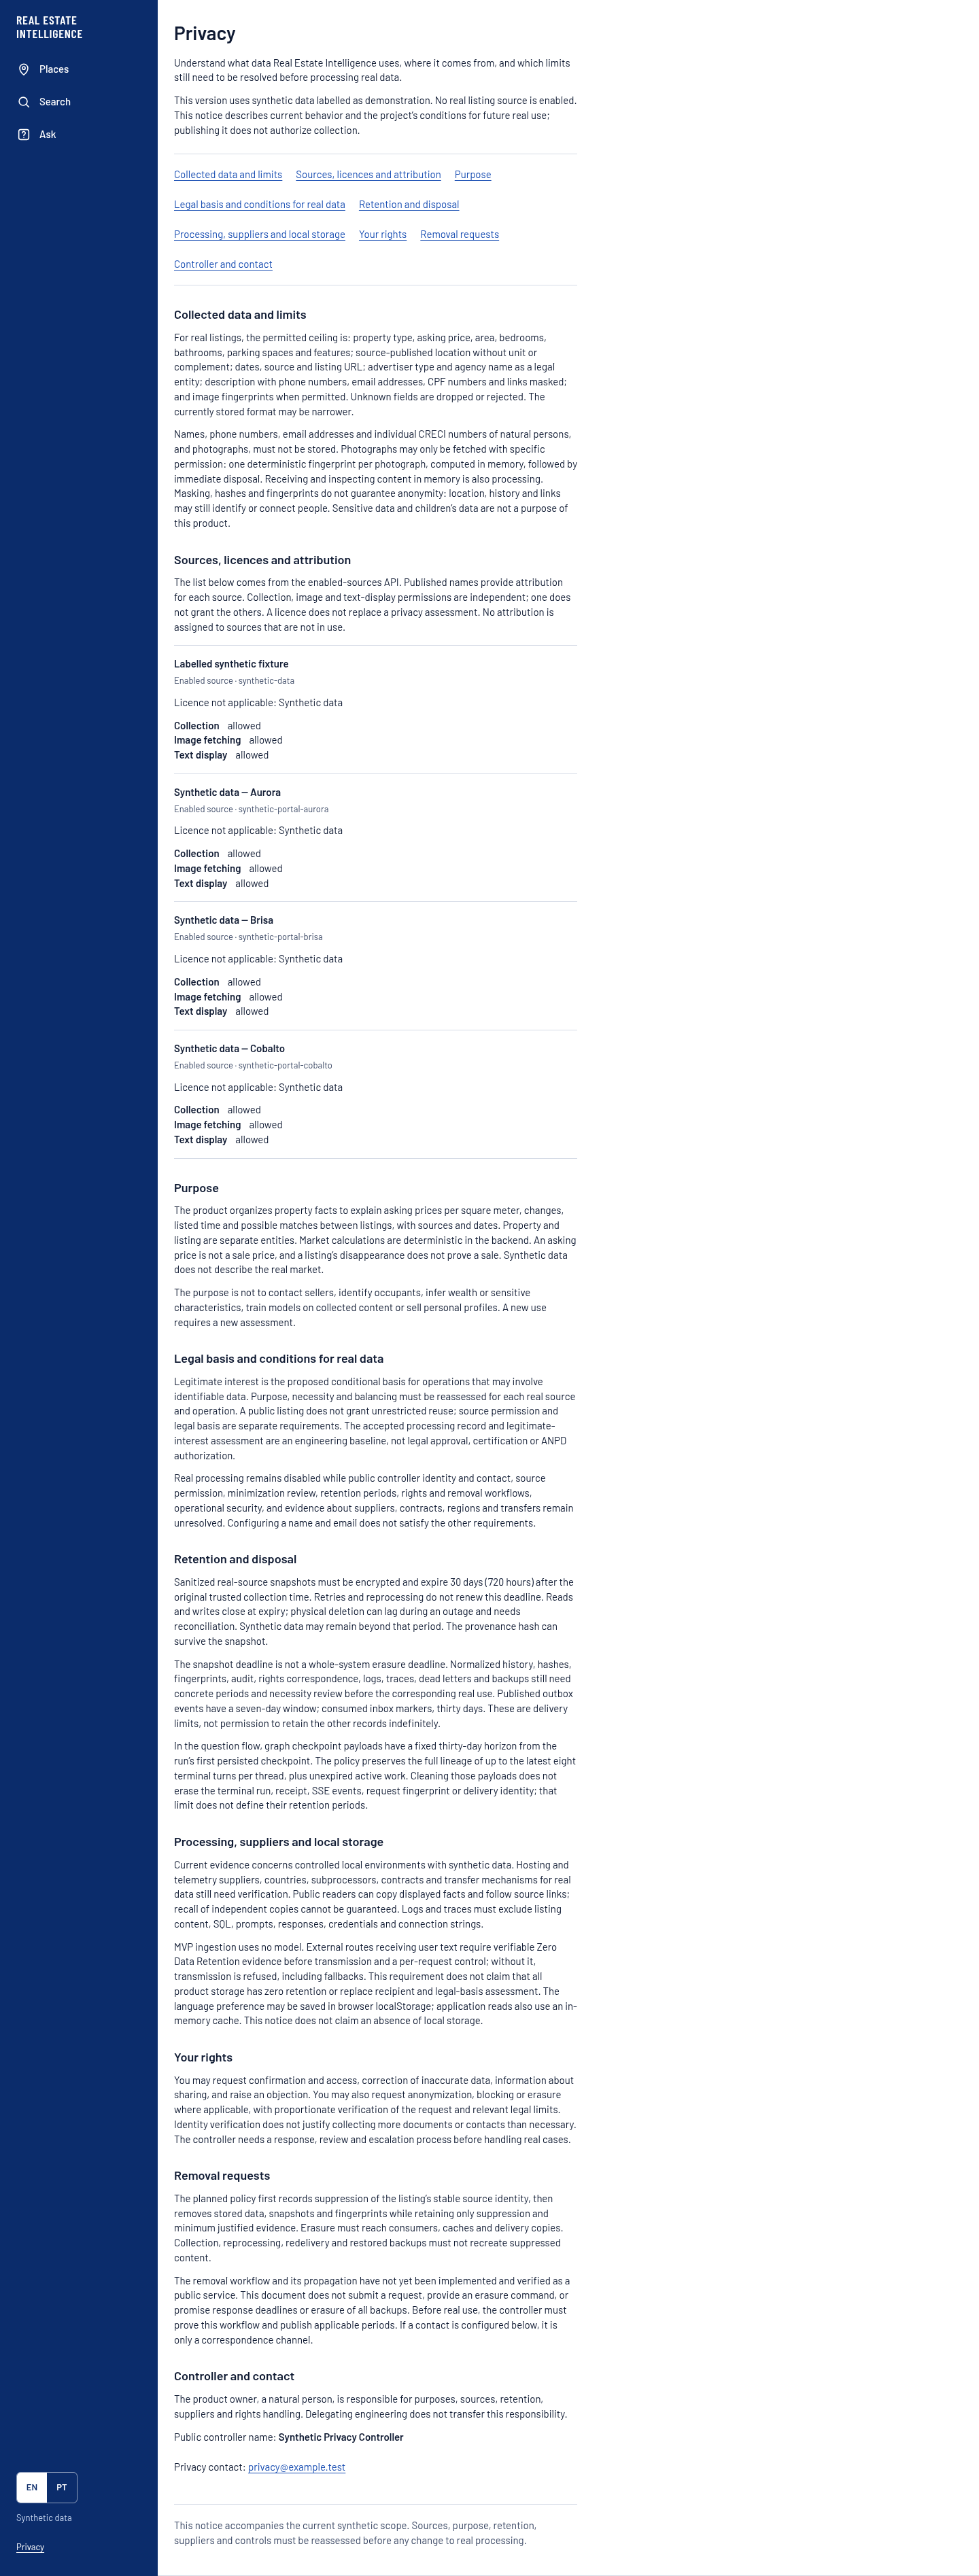 REAL ESTATE
INTELLIGENCE
Places
Search
Ask
Privacy
Understand what data Real Estate Intelligence uses, where it comes from, and which limits
still need to be resolved before processing real data.
This version uses synthetic data labelled as demonstration. No real listing source is enabled.
This notice describes current behavior and the project's conditions for future real use;
publishing it does not authorize collection.
Collected data and limits Sources, licences and attribution Purpose
Legal basis and conditions for real data Retention and disposal
Processing, suppliers and local storage Your rights Removal requests
Controller and contact
Collected data and limits
For real listings, the permitted ceiling is: property type, asking price, area, bedrooms,
bathrooms, parking spaces and features; source-published location without unit or
complement; dates, source and listing URL; advertiser type and agency name as a legal
entity; description with phone numbers, email addresses, CPF numbers and links masked;
and image fingerprints when permitted. Unknown fields are dropped or rejected. The
currently stored format may be narrower.
Names, phone numbers, email addresses and individual CRECI numbers of natural persons,
and photographs, must not be stored. Photographs may only be fetched with specific
permission: one deterministic fingerprint per photograph, computed in memory, followed by
immediate disposal. Receiving and inspecting content in memory is also processing.
Masking, hashes and fingerprints do not guarantee anonymity: location, history and links
may still identify or connect people. Sensitive data and children's data are not a purpose of
this product.
Sources, licences and attribution
The list below comes from the enabled-sources API. Published names provide attribution
for each source. Collection, image and text-display permissions are independent; one does
not grant the others. A licence does not replace a privacy assessment. No attribution is
assigned to sources that are not in use.
Labelled synthetic fixture
Enabled source · synthetic-data
Licence not applicable: Synthetic data
Collection allowed
Image fetching allowed
Text display allowed
Synthetic data — Aurora
Enabled source · synthetic-portal-aurora
Licence not applicable: Synthetic data
Collection allowed
Image fetching allowed
Text display allowed
Synthetic data — Brisa
Enabled source · synthetic-portal-brisa
Licence not applicable: Synthetic data
Collection allowed
Image fetching allowed
Text display allowed
Synthetic data — Cobalto
Enabled source · synthetic-portal-cobalto
Licence not applicable: Synthetic data
Collection allowed
Image fetching allowed
Text display allowed
Purpose
The product organizes property facts to explain asking prices per square meter, changes,
listed time and possible matches between listings, with sources and dates. Property and
listing are separate entities. Market calculations are deterministic in the backend. An asking
price is not a sale price, and a listing's disappearance does not prove a sale. Synthetic data
does not describe the real market.
The purpose is not to contact sellers, identify occupants, infer wealth or sensitive
characteristics, train models on collected content or sell personal profiles. A new use
requires a new assessment.
Legal basis and conditions for real data
Legitimate interest is the proposed conditional basis for operations that may involve
identifiable data. Purpose, necessity and balancing must be reassessed for each real source
and operation. A public listing does not grant unrestricted reuse; source permission and
legal basis are separate requirements. The accepted processing record and legitimate-
interest assessment are an engineering baseline, not legal approval, certification or ANPD
authorization.
Real processing remains disabled while public controller identity and contact, source
permission, minimization review, retention periods, rights and removal workflows,
operational security, and evidence about suppliers, contracts, regions and transfers remain
unresolved. Configuring a name and email does not satisfy the other requirements.
Retention and disposal
Sanitized real-source snapshots must be encrypted and expire 30 days (720 hours) after the
original trusted collection time. Retries and reprocessing do not renew this deadline. Reads
and writes close at expiry; physical deletion can lag during an outage and needs
reconciliation. Synthetic data may remain beyond that period. The provenance hash can
survive the snapshot.
The snapshot deadline is not a whole-system erasure deadline. Normalized history, hashes,
fingerprints, audit, rights correspondence, logs, traces, dead letters and backups still need
concrete periods and necessity review before the corresponding real use. Published outbox
events have a seven-day window; consumed inbox markers, thirty days. These are delivery
limits, not permission to retain the other records indefinitely.
In the question flow, graph checkpoint payloads have a fixed thirty-day horizon from the
run's first persisted checkpoint. The policy preserves the full lineage of up to the latest eight
terminal turns per thread, plus unexpired active work. Cleaning those payloads does not
erase the terminal run, receipt, SSE events, request fingerprint or delivery identity; that
limit does not define their retention periods.
Processing, suppliers and local storage
Current evidence concerns controlled local environments with synthetic data. Hosting and
telemetry suppliers, countries, subprocessors, contracts and transfer mechanisms for real
data still need verification. Public readers can copy displayed facts and follow source links;
recall of independent copies cannot be guaranteed. Logs and traces must exclude listing
content, SQL, prompts, responses, credentials and connection strings.
MVP ingestion uses no model. External routes receiving user text require verifiable Zero
Data Retention evidence before transmission and a per-request control; without it,
transmission is refused, including fallbacks. This requirement does not claim that all
product storage has zero retention or replace recipient and legal-basis assessment. The
language preference may be saved in browser localStorage; application reads also use an in-
memory cache. This notice does not claim an absence of local storage.
Your rights
You may request confirmation and access, correction of inaccurate data, information about
sharing, and raise an objection. You may also request anonymization, blocking or erasure
where applicable, with proportionate verification of the request and relevant legal limits.
Identity verification does not justify collecting more documents or contacts than necessary.
The controller needs a response, review and escalation process before handling real cases.
Removal requests
The planned policy first records suppression of the listing's stable source identity, then
removes stored data, snapshots and fingerprints while retaining only suppression and
minimum justified evidence. Erasure must reach consumers, caches and delivery copies.
Collection, reprocessing, redelivery and restored backups must not recreate suppressed
content.
The removal workflow and its propagation have not yet been implemented and verified as a
public service. This document does not submit a request, provide an erasure command, or
promise response deadlines or erasure of all backups. Before real use, the controller must
prove this workflow and publish applicable periods. If a contact is configured below, it is
only a correspondence channel.
Controller and contact
The product owner, a natural person, is responsible for purposes, sources, retention,
suppliers and rights handling. Delegating engineering does not transfer this responsibility.
Public controller name: Synthetic Privacy Controller
Privacy contact: privacy@example.test
This notice accompanies the current synthetic scope. Sources, purpose, retention,
suppliers and controls must be reassessed before any change to real processing.
EN PT
Synthetic data
Privacy